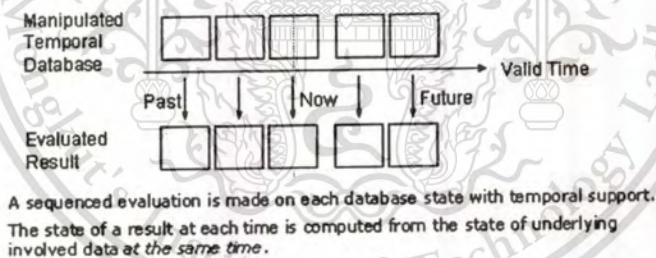 Manipulated
Temporal
Database
Valid Time
Past
Now
Future
Evaluated
Result
A sequenced evaluation is made on each database state with temporal support.
The state of a result at each time is computed from the state of underlying
involved data at the same time.